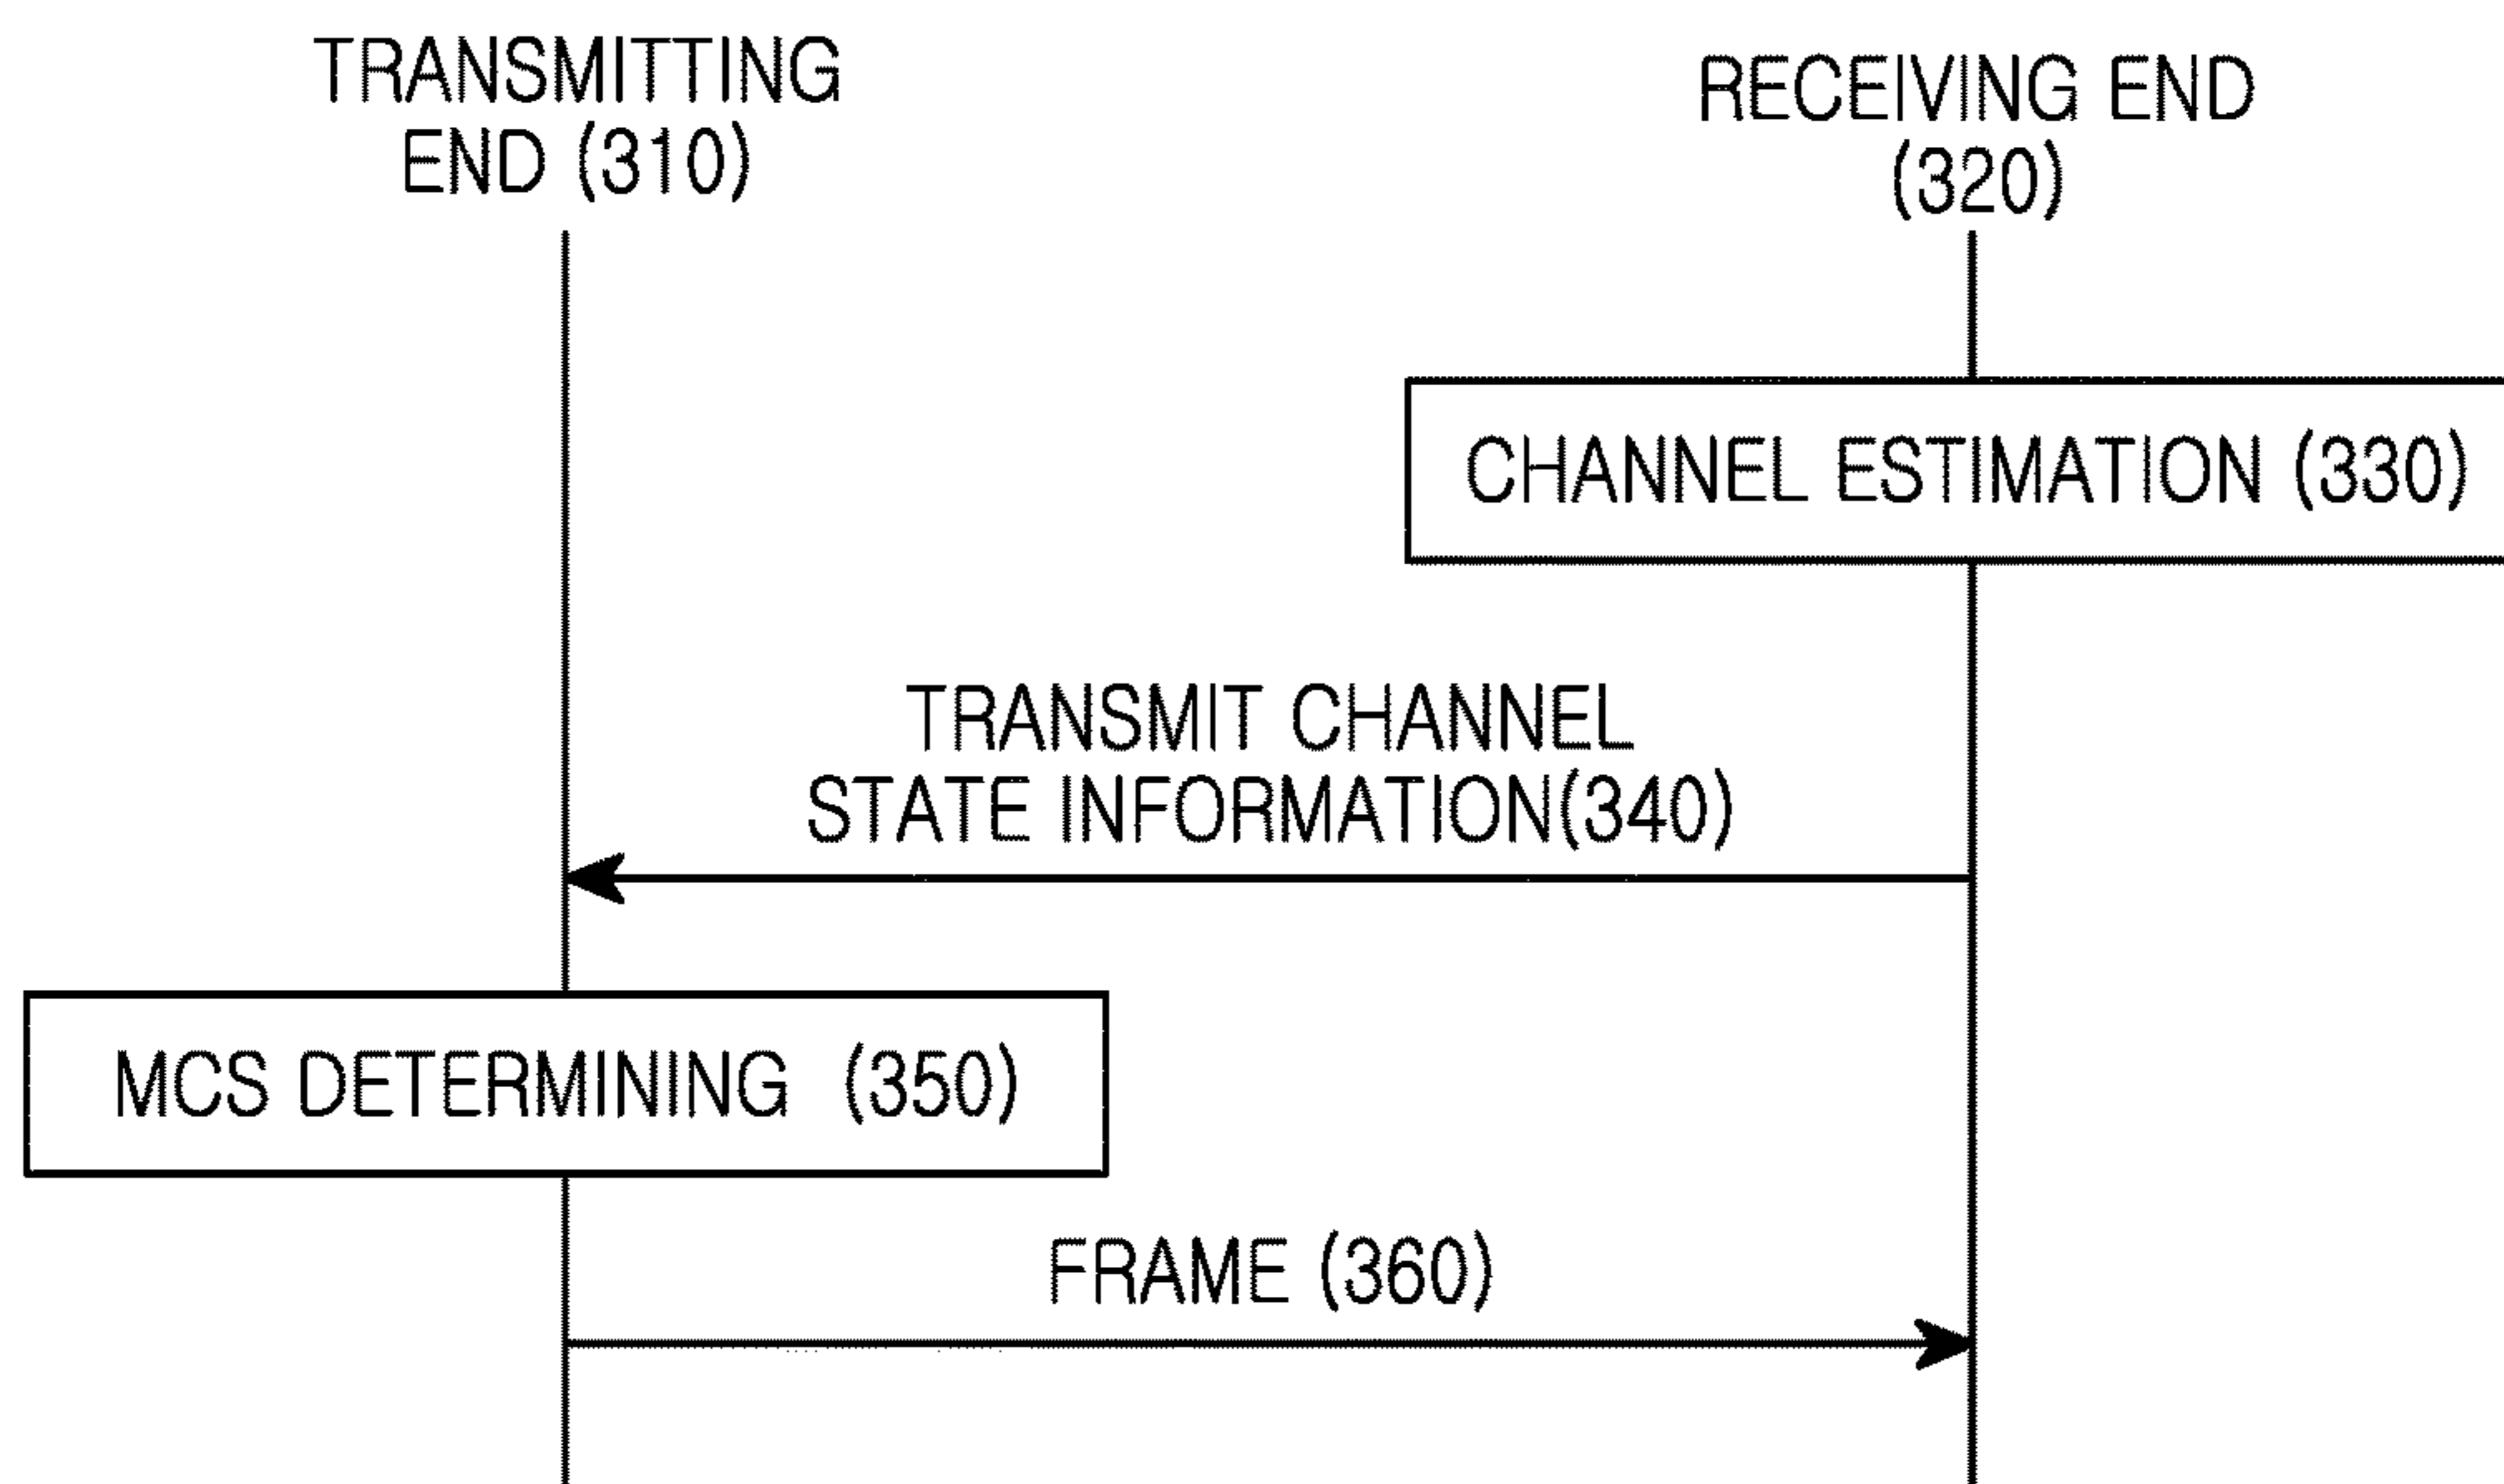 TRANSMITTING
END (310)
RECEIVING END
(320)
CHANNEL ESTIMATION (330)
TRANSMIT CHANNEL
STATE INFORMATION(340)
MCS DETERMINING (350)
FRAME (360)